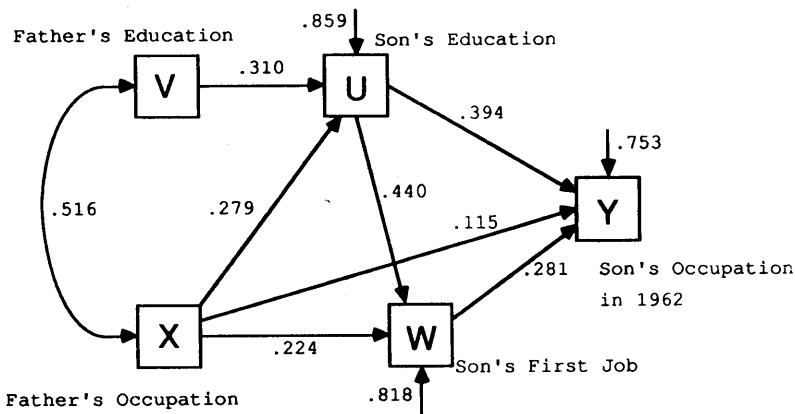 .859
Father's Education
Son's Education
V
.310
U
.394
.753
.516
.279
.440
.115
Y
.281
Son's Occupation
in 1962
X
.224
W
Son's First Job
.818
Father's Occupation